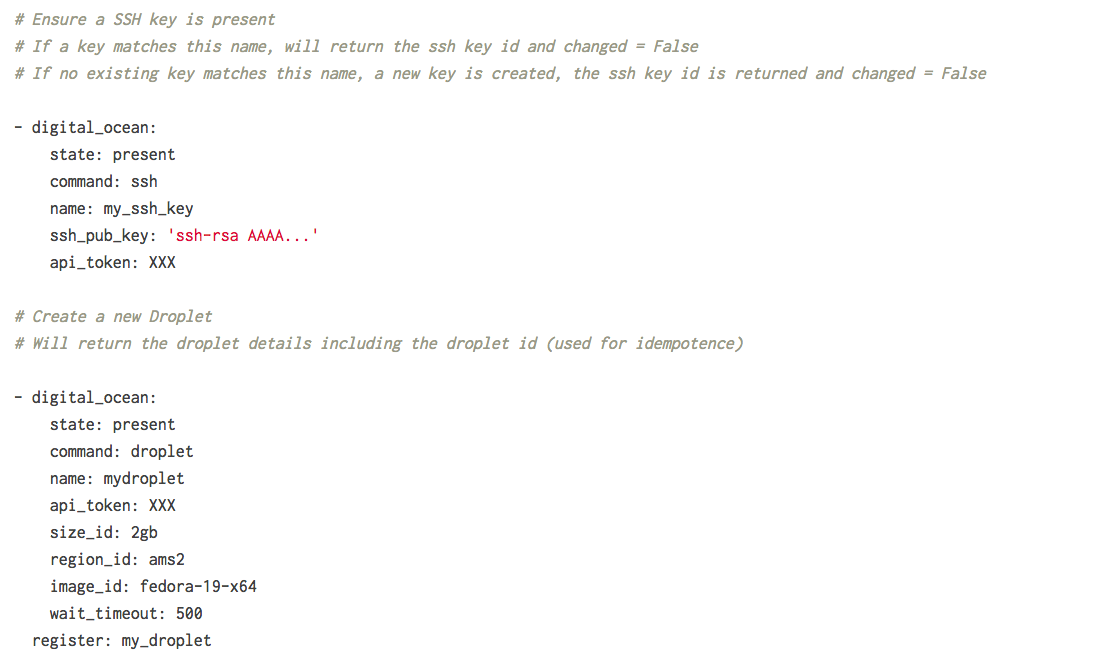 # Ensure a SSH key is present
# If a key matches this name, will return the ssh key id and changed = False
# If no existing key matches this name, a new key is created, the ssh key id is returned and changed = False
- digital_ocean:
    state: present
    command: ssh
    name: my_ssh_key
    ssh_pub_key: 'ssh-rsa AAAA...'
    api_token: XXX
# Create a new Droplet
# Will return the droplet details including the droplet id (used for idempotence)
- digital_ocean:
    state: present
    command: droplet
    name: mydroplet
    api_token: XXX
    size_id: 2gb
    region_id: ams2
    image_id: fedora-19-x64
    wait_timeout: 500
  register: my_droplet